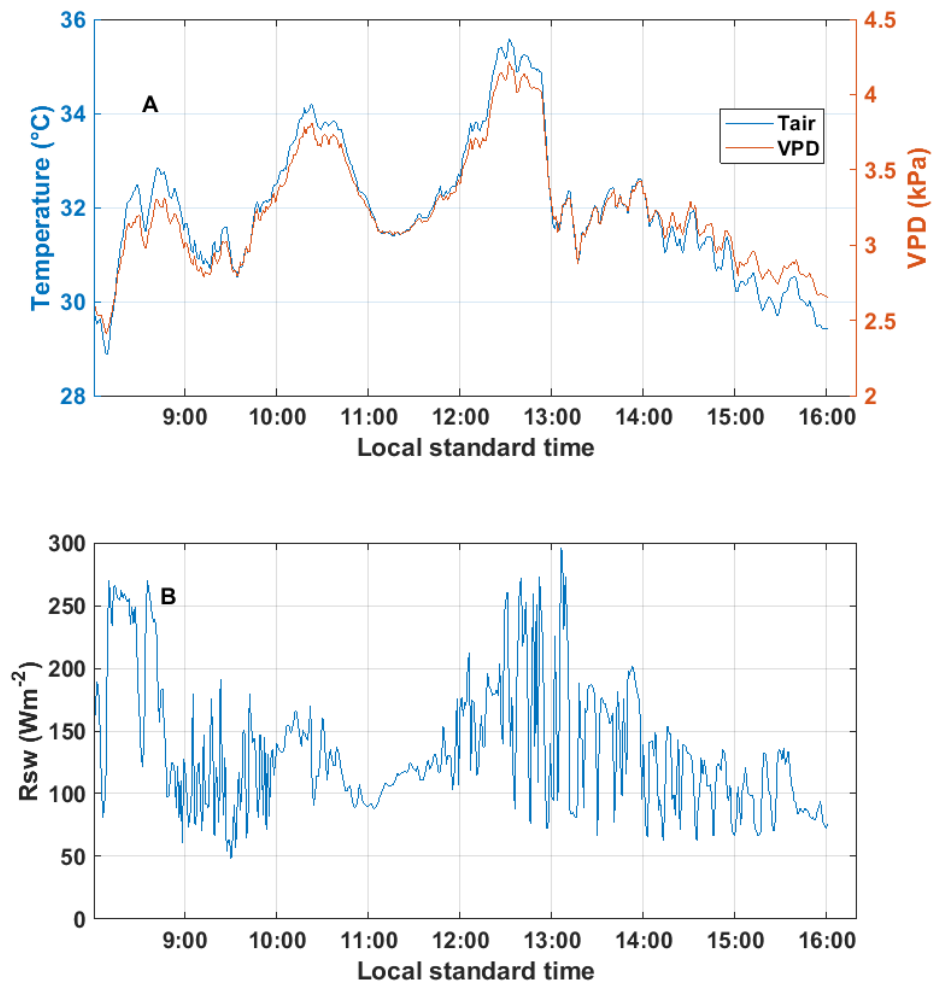 36
4.5
A
34
4
Tair
VPD
Temperature (°C)
3.5
VPD (kPa)
32
3
30
2.5
28
2
9:00 10:00 11:00 12:00 13:00 14:00 15:00 16:00
Local standard time
300
B
250
200
Rsw (Wm-2)
150
100
50
0
9:00 10:00 11:00 12:00 13:00 14:00 15:00 16:00
Local standard time